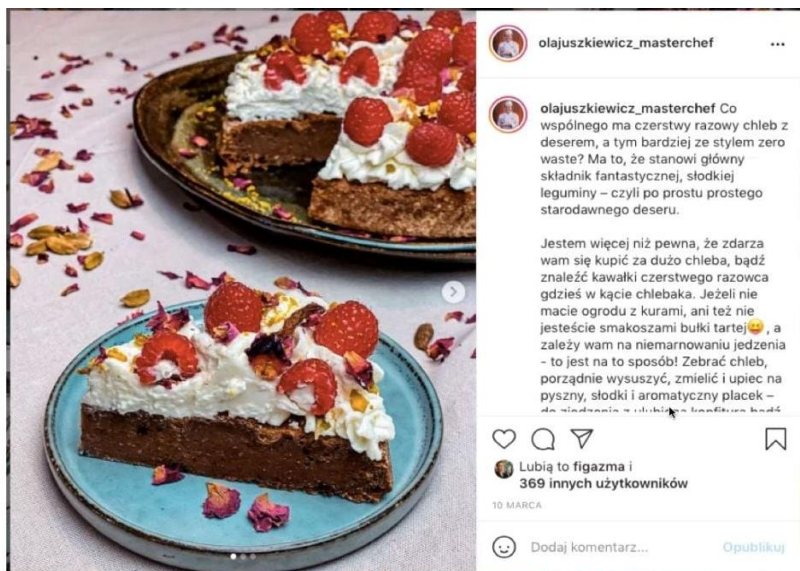 olajuszkiewicz_masterchef
olajuszkiewicz_masterchef Co
wspólnego ma czerstwy razowy chleb z
deserem, a tym bardziej ze stylem zero
waste? Ma to, że stanowi główny
składnik fantastycznej, słodkiej
leguminy – czyli po prostu prostego
starodawnego deseru.
Jestem więcej niż pewna, że zdarza
wam się kupić za dużo chleba, bądź
znaleźć kawałki czerstwego razowca
gdzieś w kącie chlebaka. Jeżeli nie
macie ogrodu z kurami, ani też nie
jesteście smakoszami bułki tartej😄 , a
zależy wam na niemarnowaniu jedzenia
- to jest na to sposób! Zebrać chleb,
porządnie wysuszyć, zmielić i upiec na
pyszny, słodki i aromatyczny placek –
do zjedzenia z
Lubią to figazma i
369 innych użytkowników
10 MARCA
Dodaj komentarz...
Opublikuj